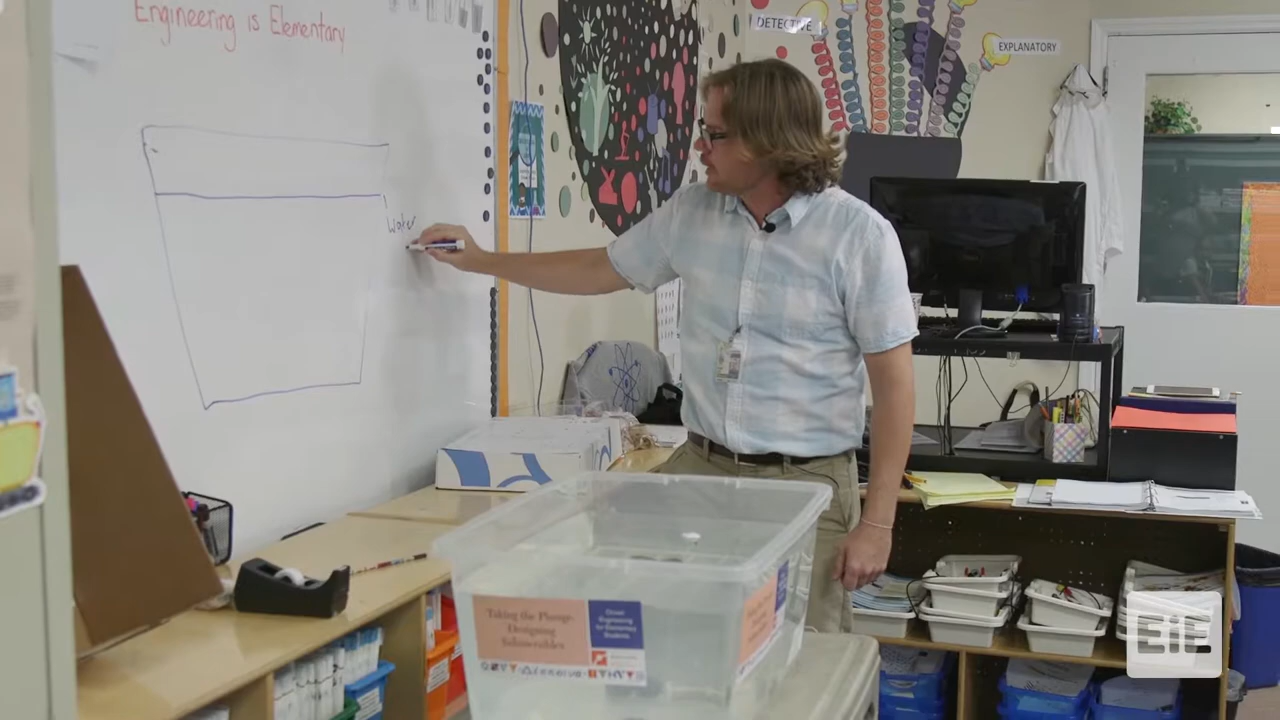 Engineering is Elementary
DETECTIVE
EXPLANATORY
Water
Taking the Plunge:
Designing
Submersibles
EiE